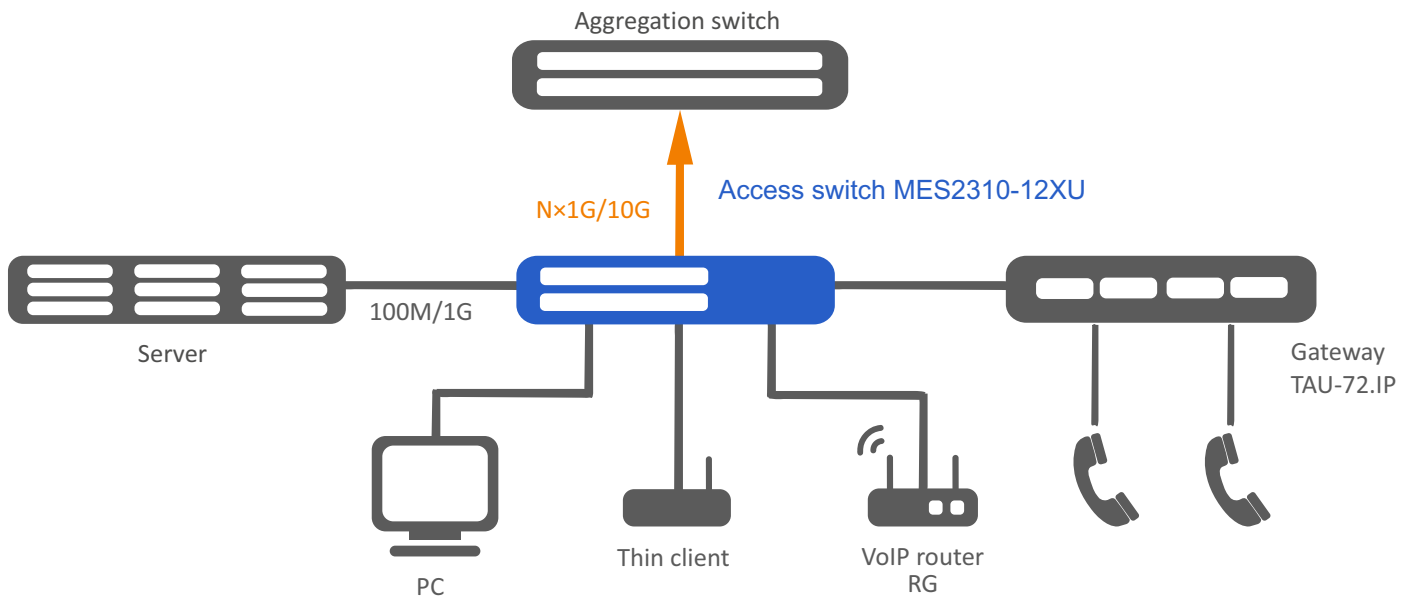 Aggregation switch
Access switch MES2310-12XU
N×1G/10G
100M/1G
Server
Gateway
TAU-72.IP
PC
Thin client
VoIP router
RG